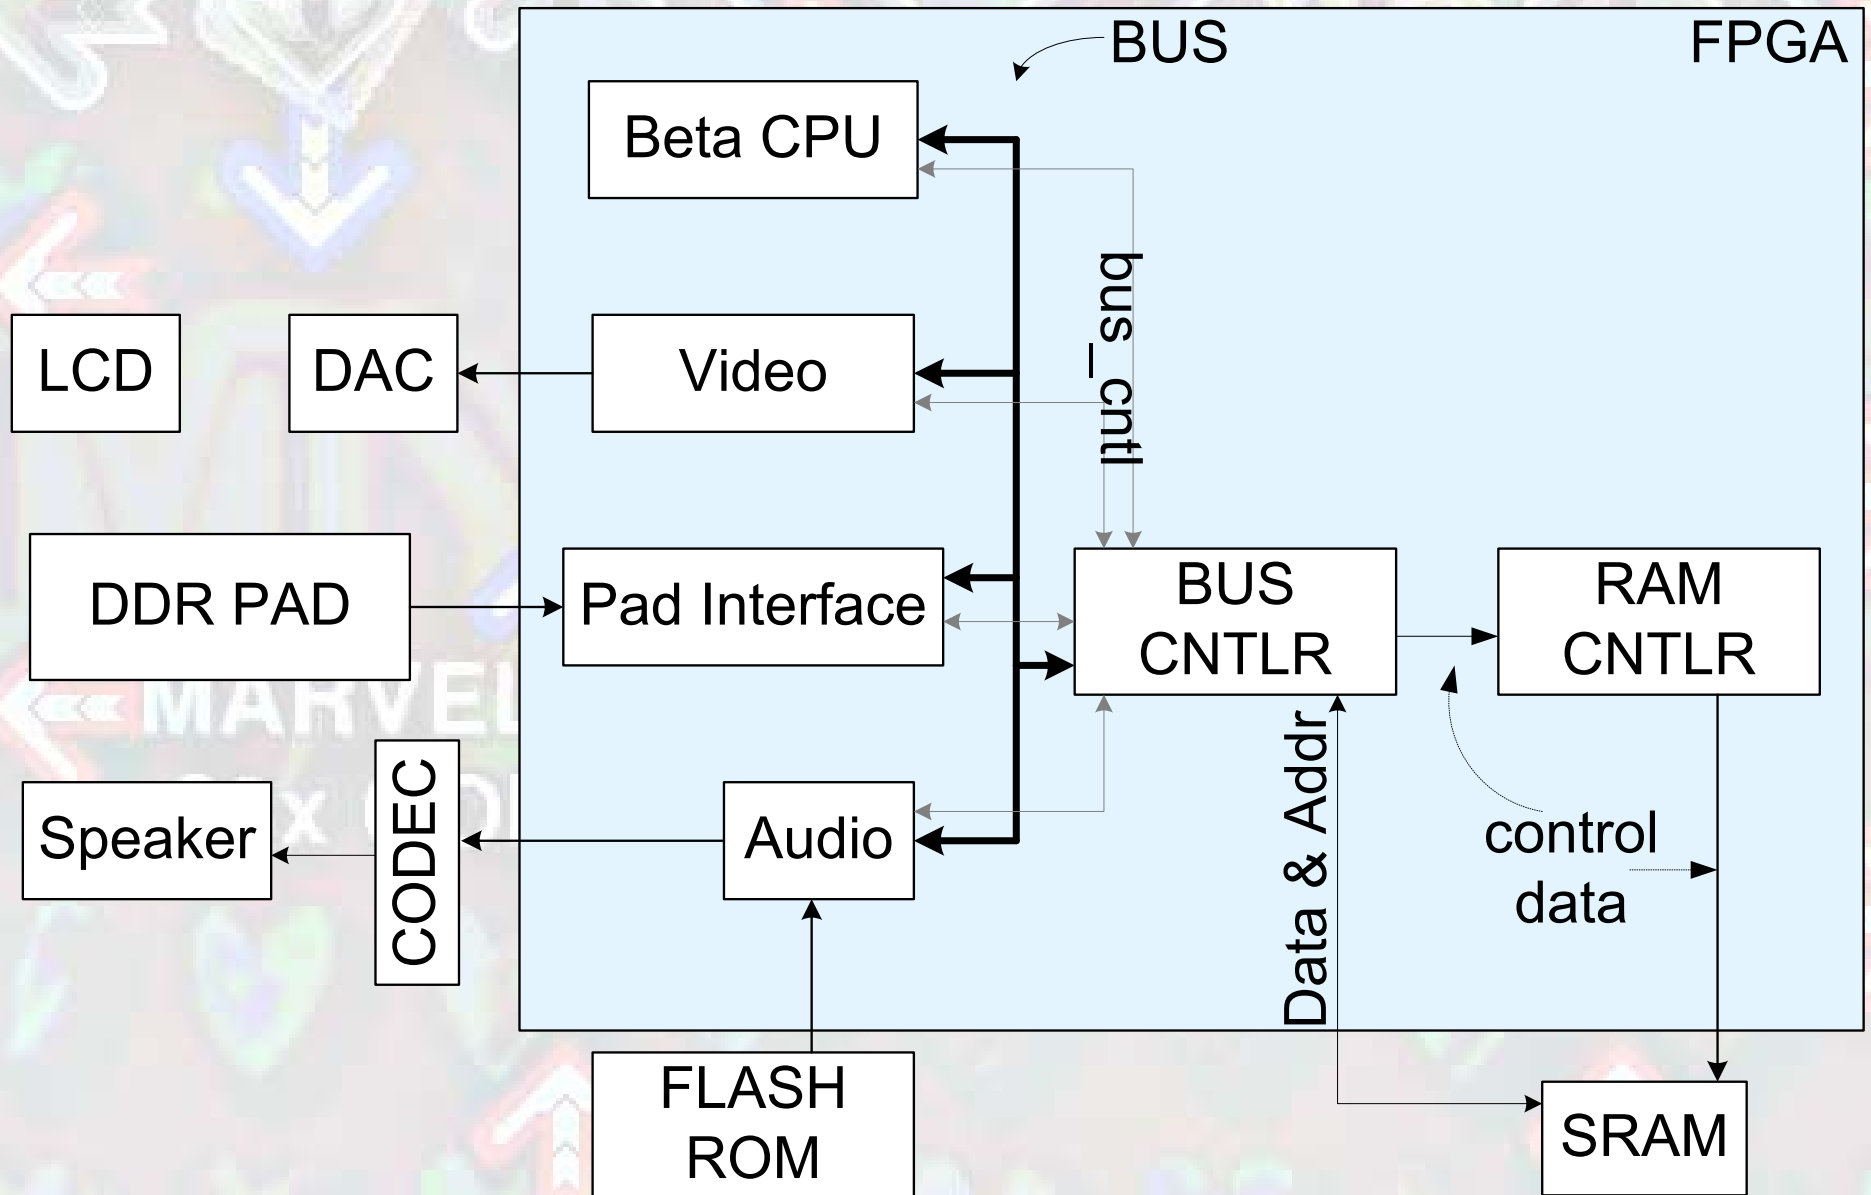 BUS
FPGA
Beta CPU
bus_cntl
LCD
DAC
Video
DDR PAD
Pad Interface
BUS
CNTLR
RAM
CNTLR
MARVEL
Speaker
x
CODEC
Audio
Data & Addr
control
data
FLASH
ROM
SRAM